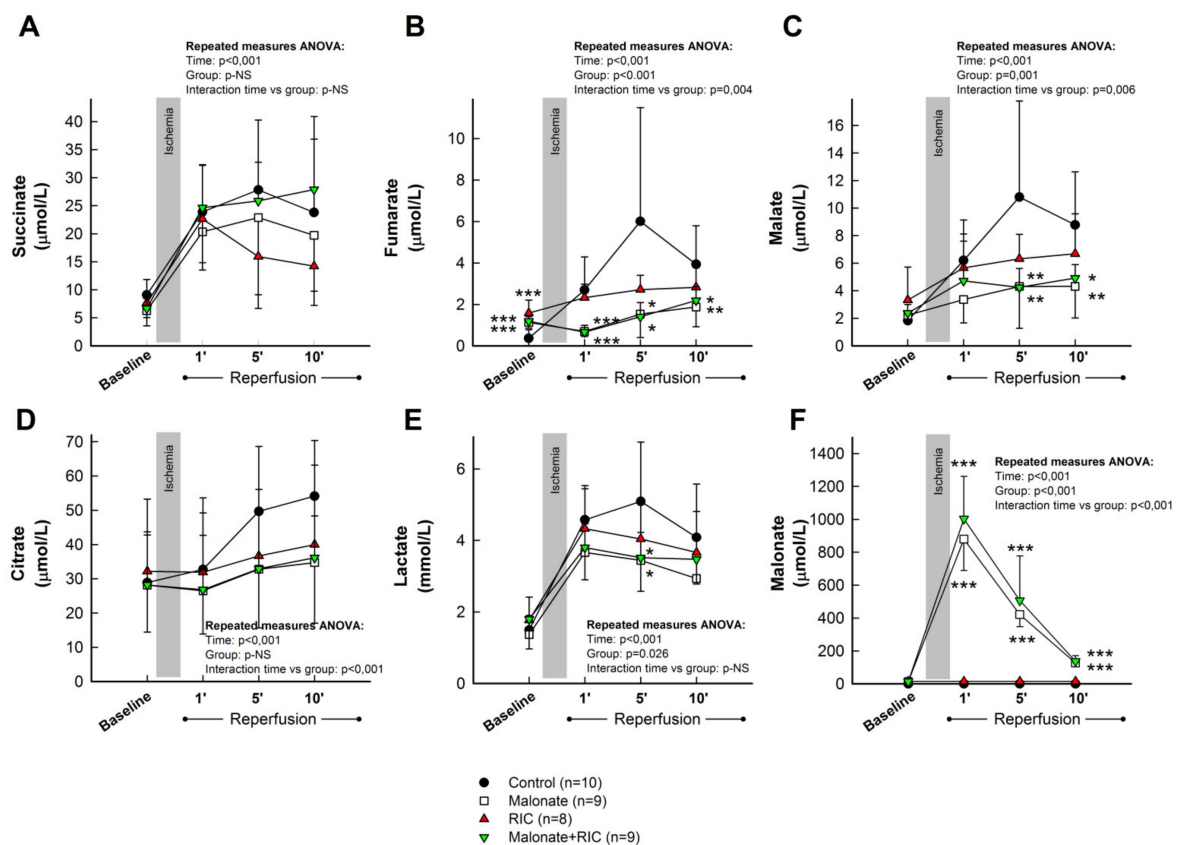 A
Repeated measures ANOVA:
Time: p<0,001
Group: p-NS
Interaction time vs group: p-NS
Succinate
(µmol/L)
40
35
30
25
20
15
10
5
0
Ischemia
Baseline
1'
5'
10'
Reperfusion
B
Repeated measures ANOVA:
Time: p<0,001
Group: p<0.001
Interaction time vs group: p=0,004
Fumarate
(µmol/L)
10
8
6
4
2
0
Ischemia
***
***
***
***
***
*
*
*
**
Baseline
1'
5'
10'
Reperfusion
C
Repeated measures ANOVA:
Time: p<0,001
Group: p=0,001
Interaction time vs group: p=0,006
Malate
(µmol/L)
16
14
12
10
8
6
4
2
0
Ischemia
**
**
*
**
Baseline
1'
5'
10'
Reperfusion
D
Citrate
(µmol/L)
70
60
50
40
30
20
10
0
Ischemia
Repeated measures ANOVA:
Time: p<0,001
Group: p-NS
Interaction time vs group: p<0,001
Baseline
1'
5'
10'
Reperfusion
E
Lactate
(mmol/L)
6
4
2
0
Ischemia
*
*
Repeated measures ANOVA:
Time: p<0,001
Group: p=0.026
Interaction time vs group: p-NS
Baseline
1'
5'
10'
Reperfusion
F
Malonate
(µmol/L)
1400
1200
1000
800
600
400
200
0
Ischemia
Repeated measures ANOVA:
Time: p<0,001
Group: p<0,001
Interaction time vs group: p<0,001
***
***
***
***
***
***
Baseline
1'
5'
10'
Reperfusion
Control (n=10)
Malonate (n=9)
RIC (n=8)
Malonate+RIC (n=9)